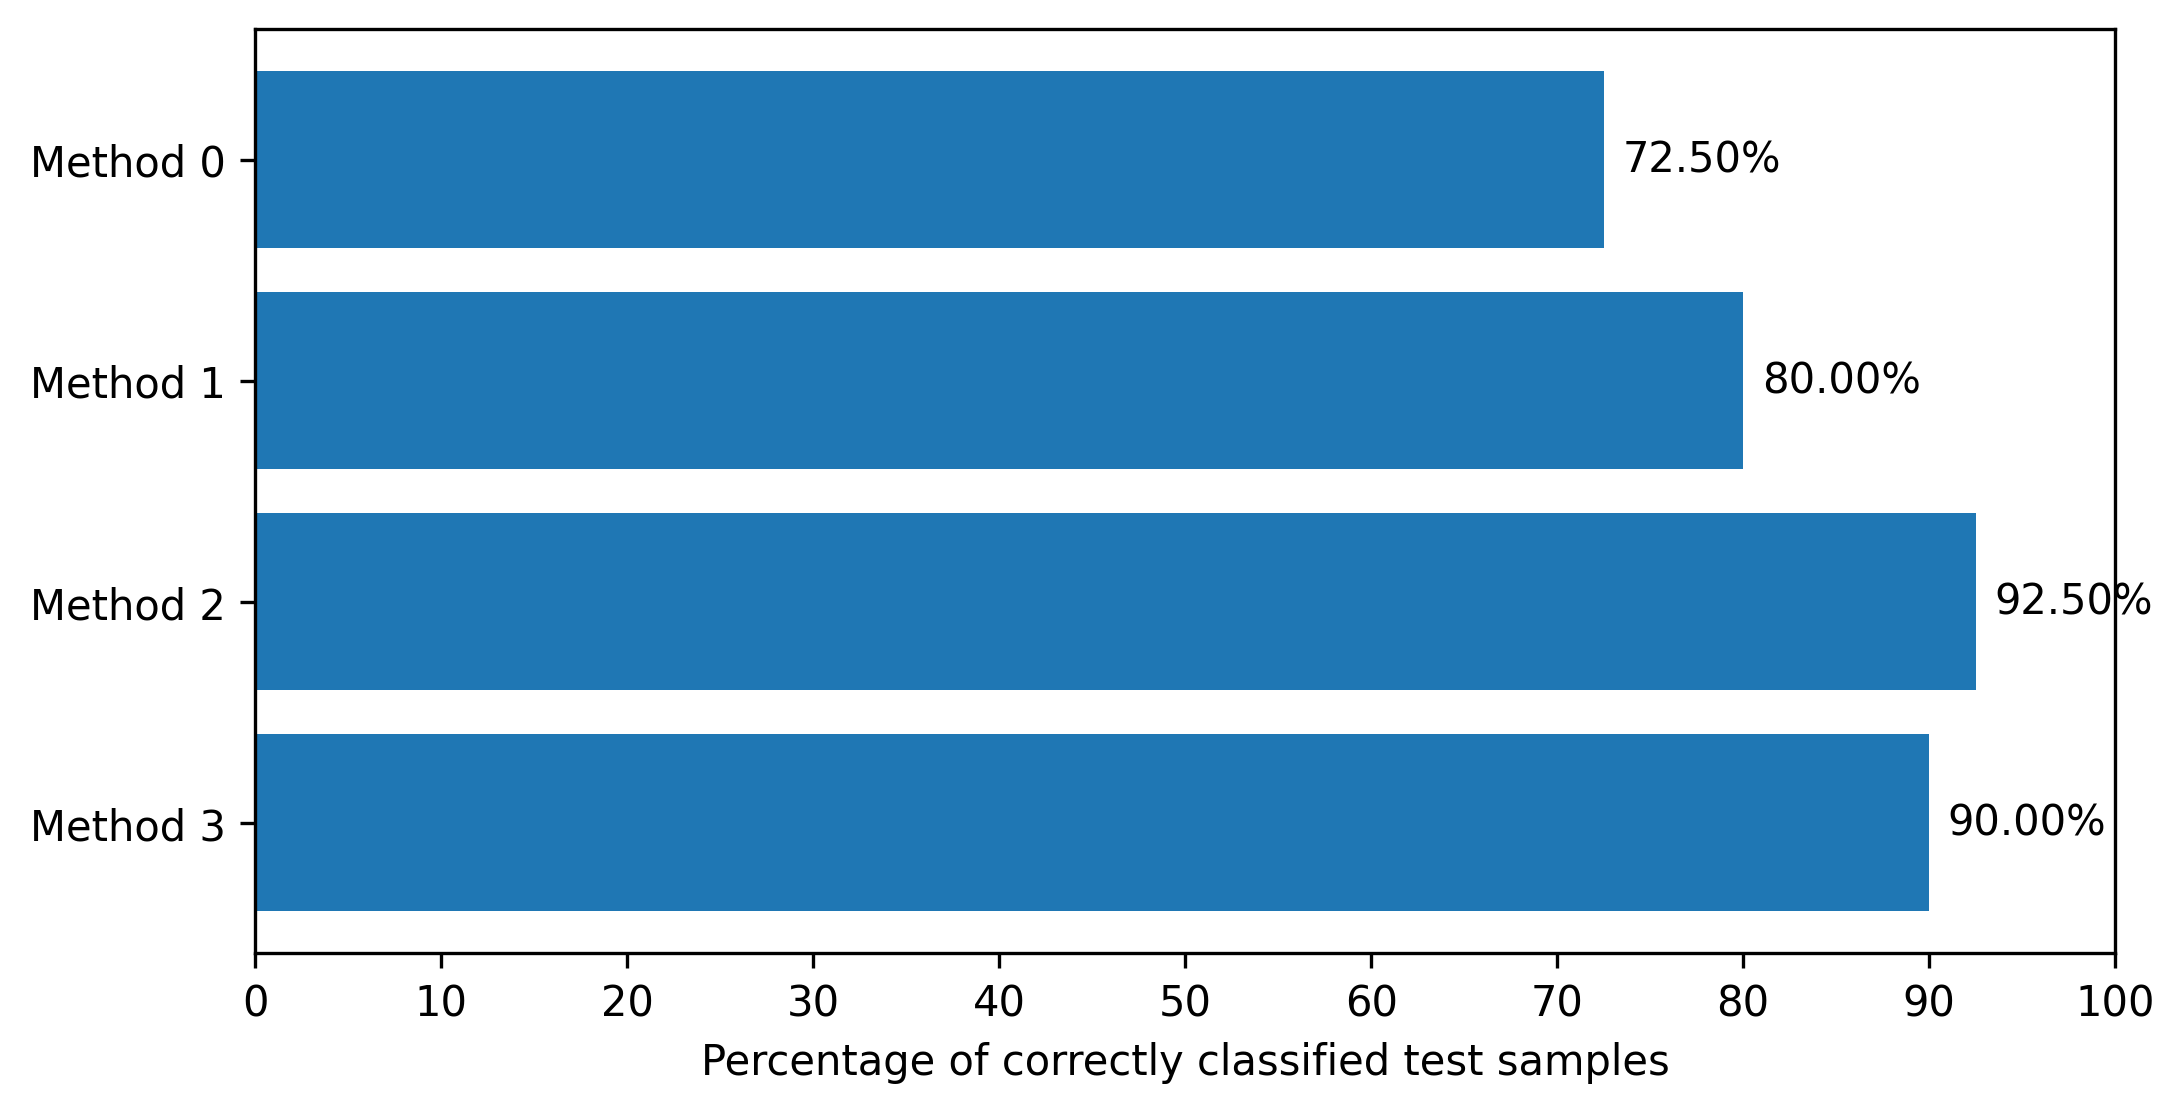 Method 0
72.50%
Method 1
80.00%
Method 2
92.50%
Method 3
90.00%
0 10 20 30 40 50 60 70 80 90 100
Percentage of correctly classified test samples